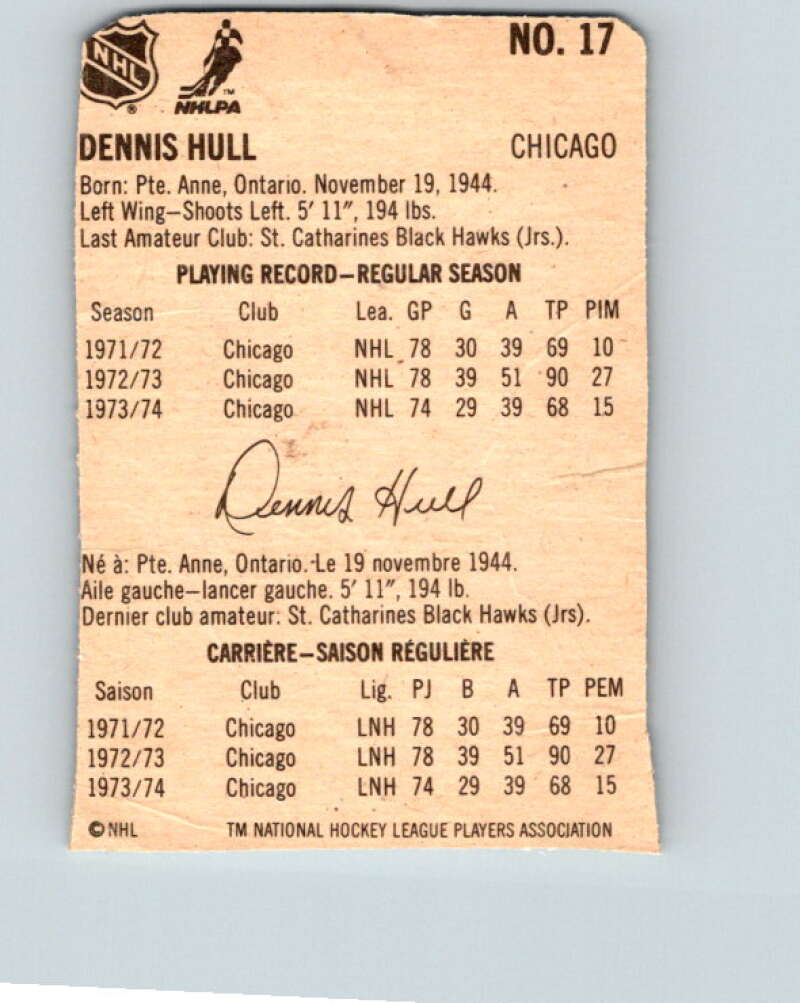 NHL
®
TM
NHLPA
NO. 17
DENNIS HULL CHICAGO
Born: Pte. Anne, Ontario. November 19, 1944.
Left Wing—Shoots Left. 5′ 11″, 194 lbs.
Last Amateur Club: St. Catharines Black Hawks (Jrs.).
PLAYING RECORD—REGULAR SEASON
Season Club Lea. GP G A TP PIM
1971/72 Chicago NHL 78 30 39 69 10
1972/73 Chicago NHL 78 39 51 90 27
1973/74 Chicago NHL 74 29 39 68 15
Dennis Hull
Né à: Pte. Anne, Ontario. Le 19 novembre 1944.
Aile gauche—lancer gauche. 5′ 11″, 194 lb.
Dernier club amateur: St. Catharines Black Hawks (Jrs).
CARRIÈRE—SAISON RÉGULIÈRE
Saison Club Lig. PJ B A TP PEM
1971/72 Chicago LNH 78 30 39 69 10
1972/73 Chicago LNH 78 39 51 90 27
1973/74 Chicago LNH 74 29 39 68 15
© NHL TM NATIONAL HOCKEY LEAGUE PLAYERS ASSOCIATION